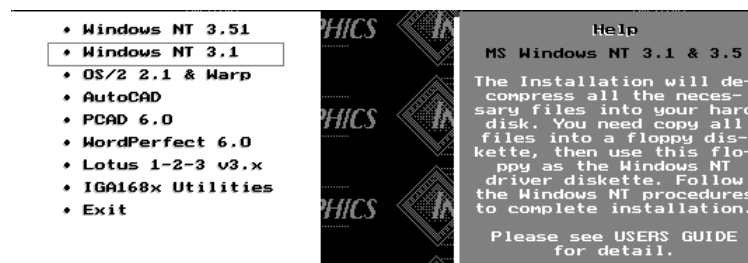 Windows NT 3.51
Windows NT 3.1
OS/2 2.1 & Warp
AutoCAD
PCAD 6.0
WordPerfect 6.0
Lotus 1-2-3 v3.x
IGA168x Utilities
Exit
PHICS
PHICS
PHICS
Help
MS Windows NT 3.1 & 3.5
The Installation will de-
compress all the neces-
sary files into your hard
disk. You need copy all
files into a floppy dis-
kette, then use this flo-
ppy as the Windows NT
driver diskette. Follow
the Windows NT procedures
to complete installation.
Please see USERS GUIDE
for detail.